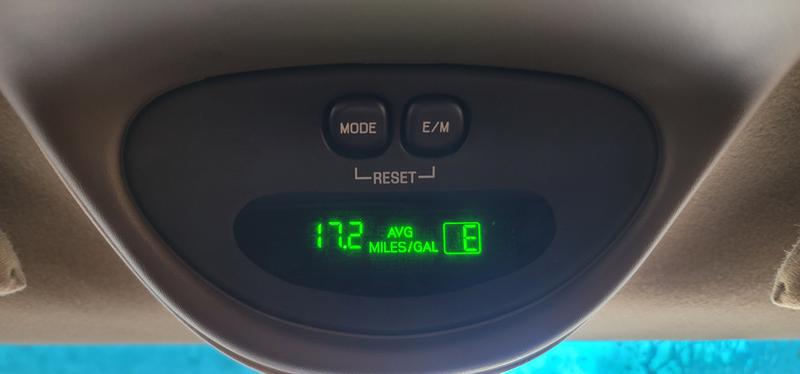 MODE E/M
RESET
17.2 AVG MILES/GAL E